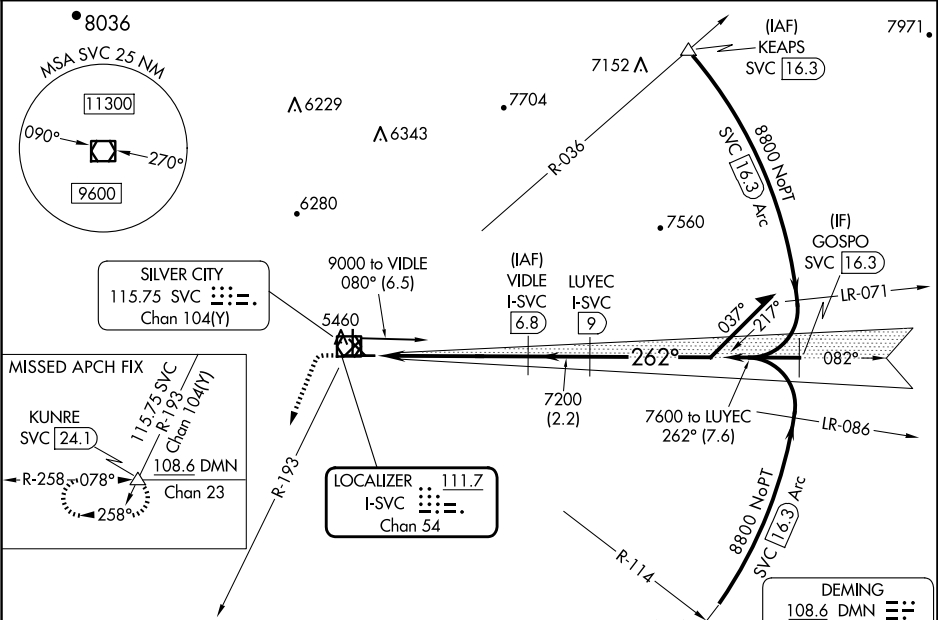 8036
MSA SVC 25 NM
11300
090°
270°
9600
6229
6343
7704
6280
7152
(IAF)
KEAPS
SVC 16.3
7971
R-036
8800 NoPT
SVC 16.3 Arc
7560
(IF)
GOSPO
SVC 16.3
SILVER CITY
115.75 SVC
Chan 104(Y)
9000 to VIDLE
080° (6.5)
5460
(IAF)
VIDLE
I-SVC
6.8
LUYEC
I-SVC
9
037°
217°
LR-071
262°
082°
7200
(2.2)
7600 to LUYEC
262° (7.6)
LR-086
MISSED APCH FIX
115.75 SVC
R-193
Chan 104(Y)
KUNRE
SVC 24.1
108.6 DMN
Chan 23
R-258
078°
258°
R-193
LOCALIZER 111.7
I-SVC
Chan 54
8800 NoPT
SVC 16.3 Arc
R-114
DEMING
108.6 DMN